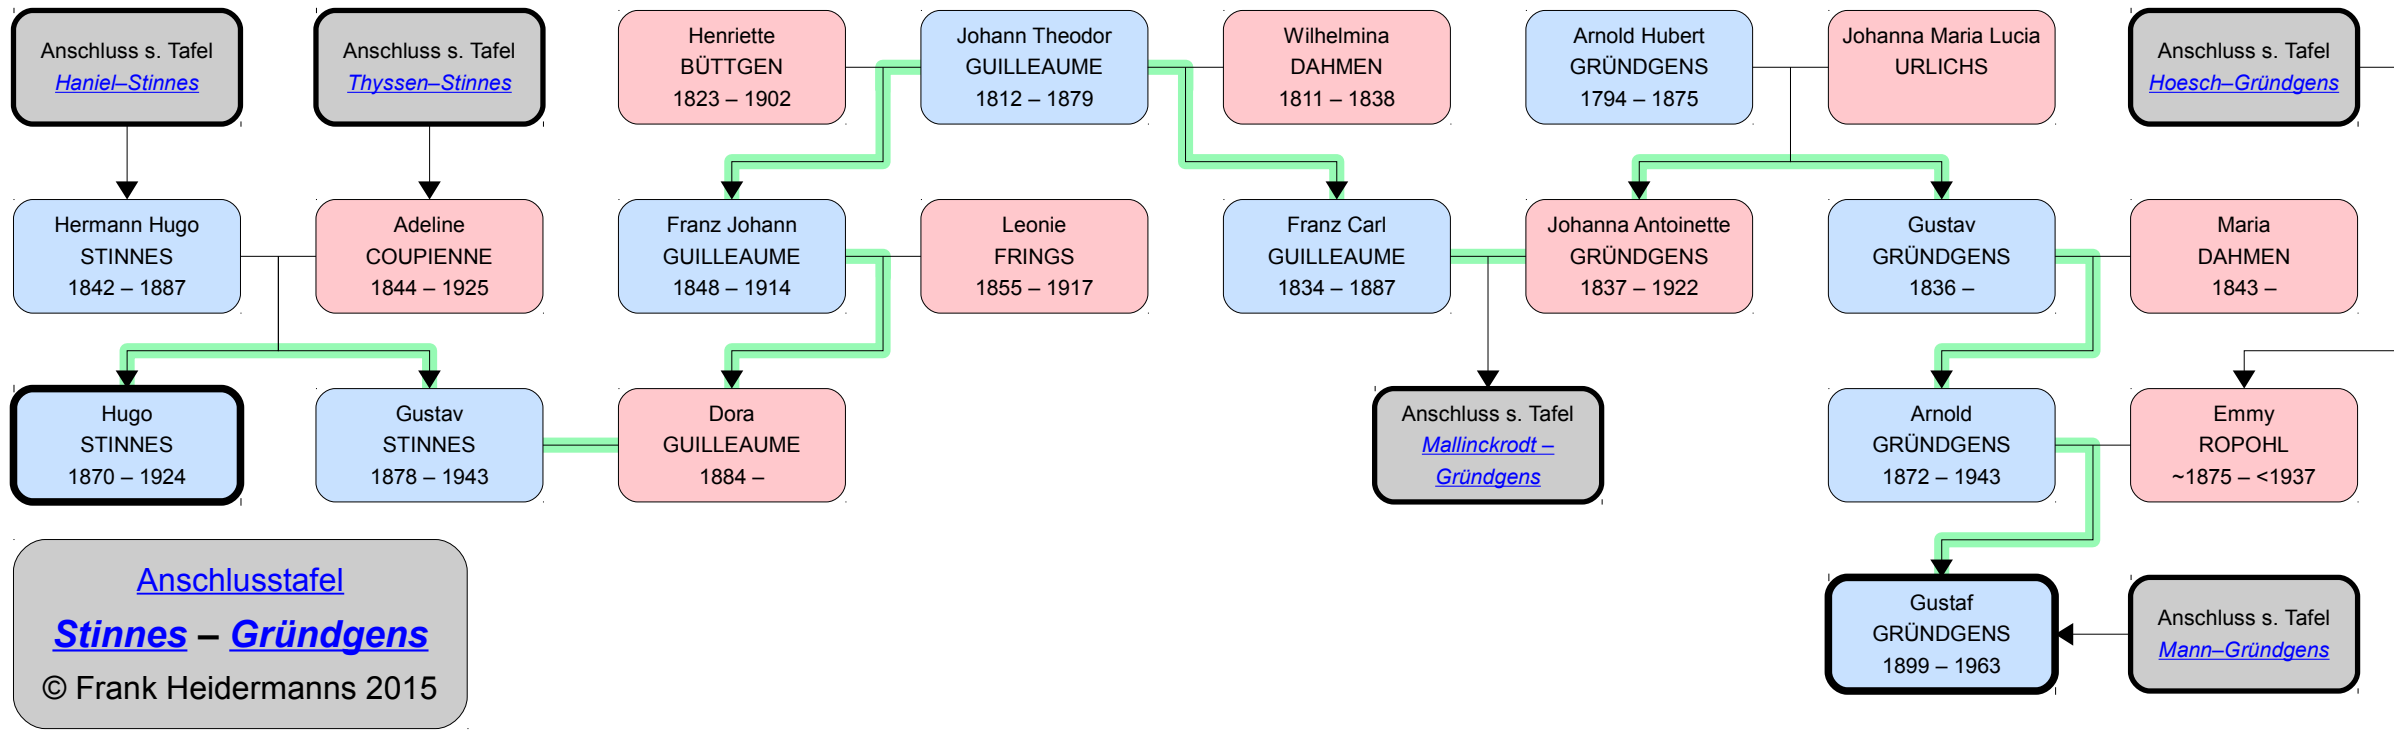 Anschluss s. Tafel
Haniel–Stinnes
Anschluss s. Tafel
Thyssen–Stinnes
Henriette
BÜTTGEN
1823 – 1902
Johann Theodor
GUILLEAUME
1812 – 1879
Wilhelmina
DAHMEN
1811 – 1838
Arnold Hubert
GRÜNDGENS
1794 – 1875
Johanna Maria Lucia
URLICHS
Anschluss s. Tafel
Hoesch–Gründgens
Hermann Hugo
STINNES
1842 – 1887
Adeline
COUPIENNE
1844 – 1925
Franz Johann
GUILLEAUME
1848 – 1914
Leonie
FRINGS
1855 – 1917
Franz Carl
GUILLEAUME
1834 – 1887
Johanna Antoinette
GRÜNDGENS
1837 – 1922
Gustav
GRÜNDGENS
1836 –
Maria
DAHMEN
1843 –
Hugo
STINNES
1870 – 1924
Gustav
STINNES
1878 – 1943
Dora
GUILLEAUME
1884 –
Anschluss s. Tafel
Mallinckrodt –
Gründgens
Arnold
GRÜNDGENS
1872 – 1943
Emmy
ROPOHL
~1875 – <1937
Anschlusstafel
Stinnes – Gründgens
© Frank Heidermanns 2015
Gustaf
GRÜNDGENS
1899 – 1963
Anschluss s. Tafel
Mann–Gründgens